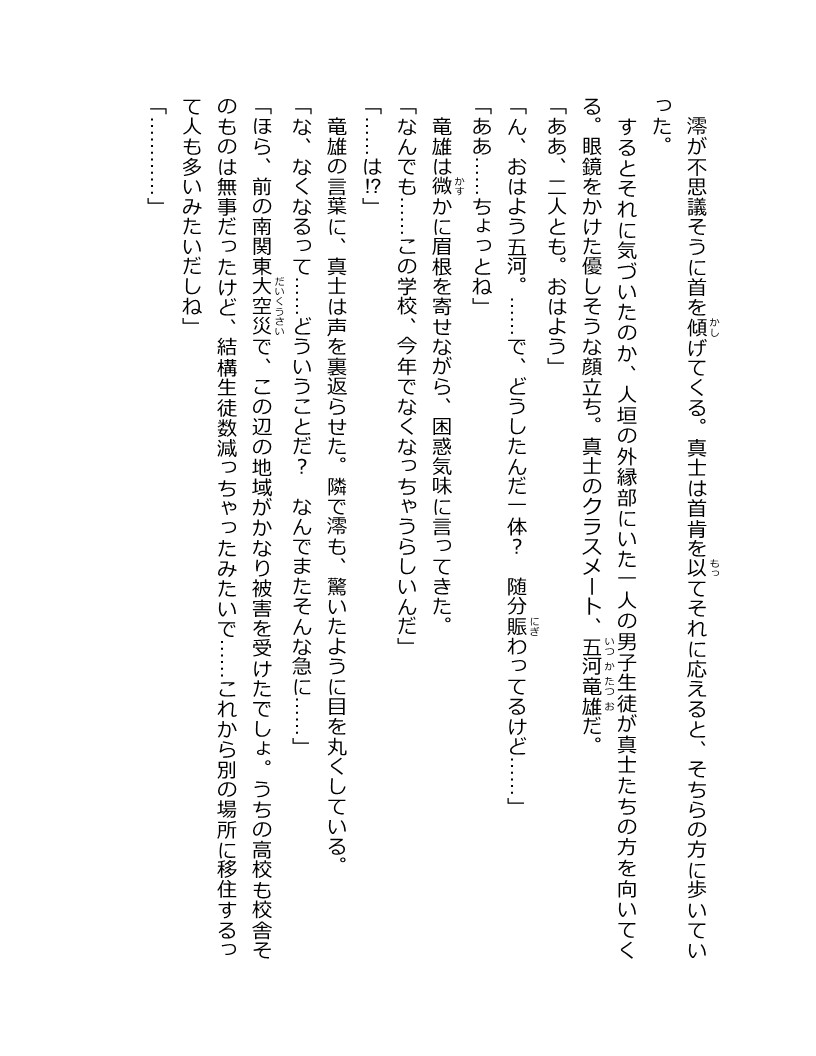 澪が不思議そうに首を傾げてくる。真士は首肯を以てそれに応えると、そちらの方に歩いてい
った。
するとそれに気づいたのか、人垣の外縁部にいた一人の男子生徒が真士たちの方を向いてく
る。眼鏡をかけた優しそうな顔立ち。真士のクラスメート、五河竜雄だ。
「ああ、二人とも。おはよう」
「ん、おはよう五河。……で、どうしたんだ一体?　随分賑わってるけど……」
「ああ……ちょっとね」
竜雄は微かに眉根を寄せながら、困惑気味に言ってきた。
「なんでも……この学校、今年でなくなっちゃうらしいんだ」
「……は!?」
竜雄の言葉に、真士は声を裏返らせた。隣で澪も、驚いたように目を丸くしている。
「な、なくなるって……どういうことだ?　なんでまたそんな急に……」
「ほら、前の南関東大空災で、この辺の地域がかなり被害を受けたでしょ。うちの高校も校舎そ
のものは無事だったけど、結構生徒数減っちゃったみたいで……これから別の場所に移住するっ
て人も多いみたいだしね」
「…………」